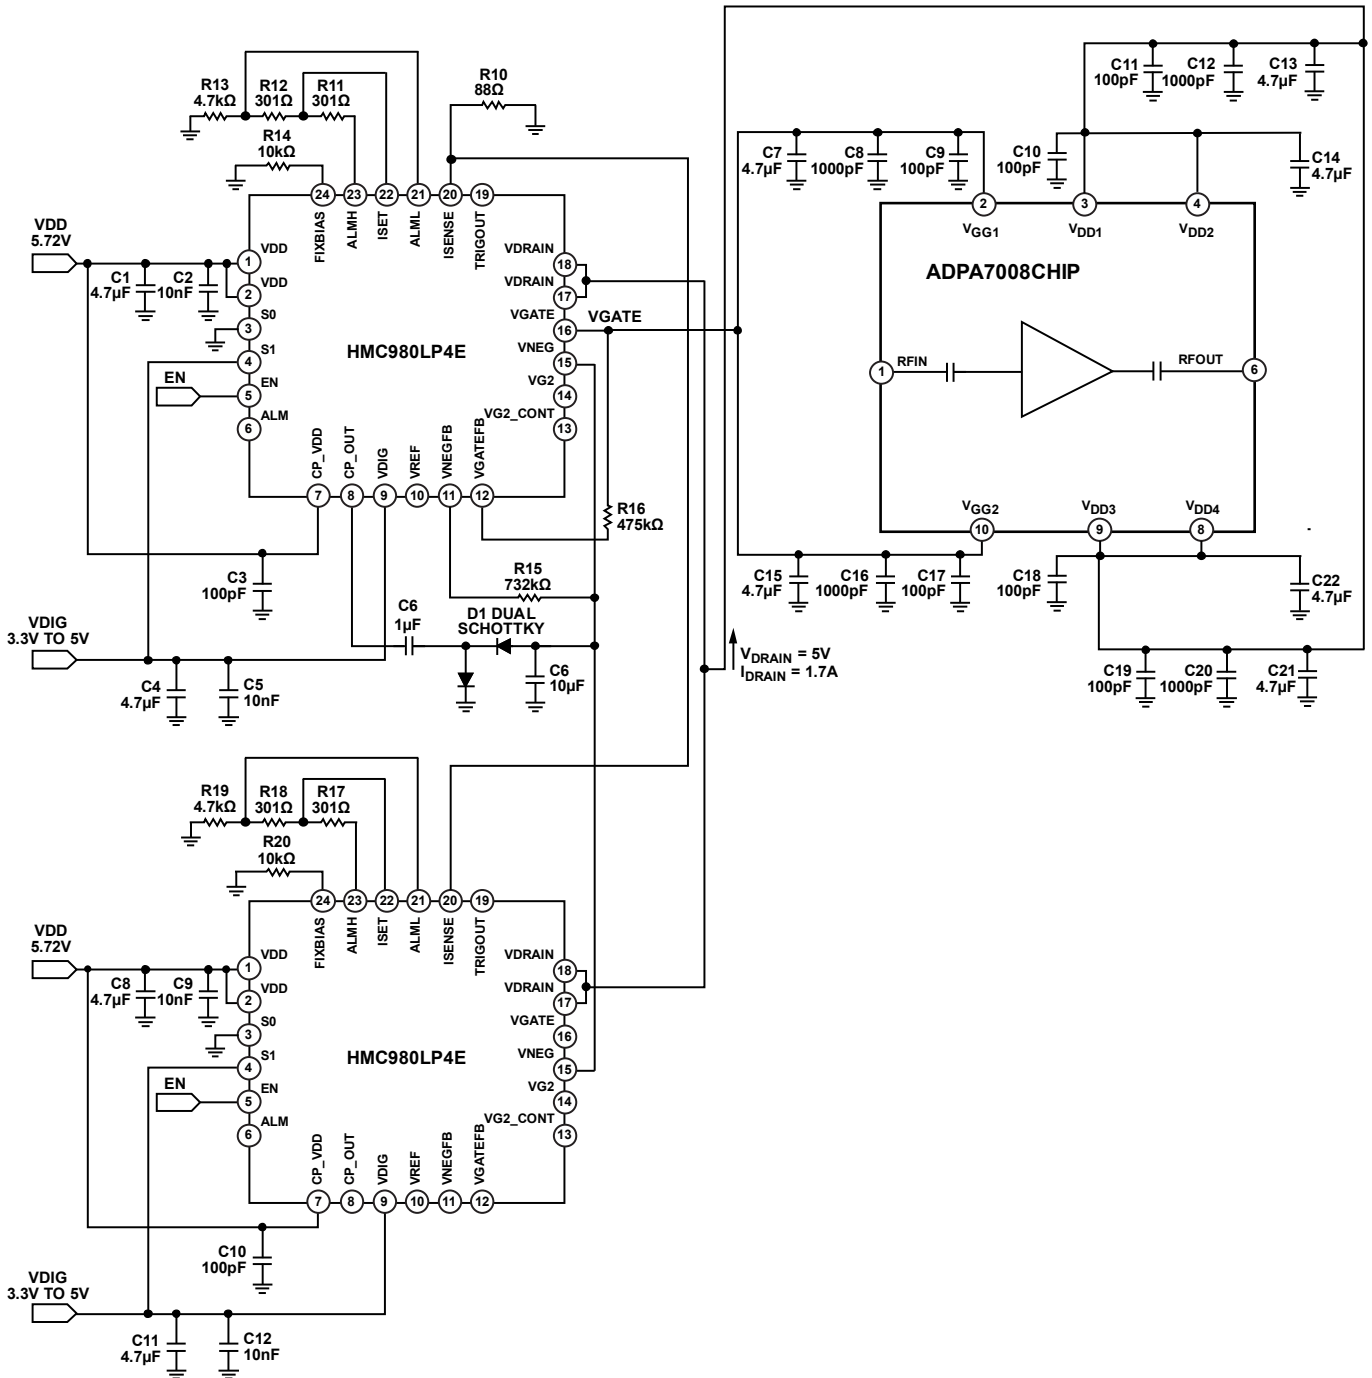 R13
4.7kΩ
R12
301Ω
R11
301Ω
R14
10kΩ
R10
88Ω
24
23
22
21
20
19
FIXBIAS
ALMH
ISET
ALML
ISENSE
TRIGOUT
VDD
5.72V
C1
4.7µF
C2
10nF
1
VDD
2
VDD
3
S0
4
S1
5
EN
6
ALM
EN
HMC980LP4E
VDRAIN
18
VDRAIN
17
VGATE
16
VGATE
VNEG
15
VG2
14
VG2_CONT
13
CP_VDD
CP_OUT
VDIG
VREF
VNEGFB
VGATEFB
7
8
9
10
11
12
R16
475kΩ
C3
100pF
R15
732kΩ
C6
1µF
D1 DUAL
SCHOTTKY
C6
10µF
VDIG
3.3V TO 5V
C4
4.7µF
C5
10nF
VDRAIN = 5V
IDRAIN = 1.7A
C11
100pF
C12
1000pF
C13
4.7µF
C7
4.7µF
C8
1000pF
C9
100pF
C10
100pF
C14
4.7µF
2
3
4
VGG1
VDD1
VDD2
ADPA7008CHIP
1
RFIN
RFOUT
6
VGG2
VDD3
VDD4
10
9
8
C15
4.7µF
C16
1000pF
C17
100pF
C18
100pF
C22
4.7µF
C19
100pF
C20
1000pF
C21
4.7µF
R19
4.7kΩ
R18
301Ω
R17
301Ω
R20
10kΩ
24
23
22
21
20
19
FIXBIAS
ALMH
ISET
ALML
ISENSE
TRIGOUT
VDD
5.72V
C8
4.7µF
C9
10nF
1
VDD
2
VDD
3
S0
4
S1
5
EN
6
ALM
EN
HMC980LP4E
VDRAIN
18
VDRAIN
17
VGATE
16
VNEG
15
VG2
14
VG2_CONT
13
CP_VDD
CP_OUT
VDIG
VREF
VNEGFB
VGATEFB
7
8
9
10
11
12
C10
100pF
VDIG
3.3V TO 5V
C11
4.7µF
C12
10nF